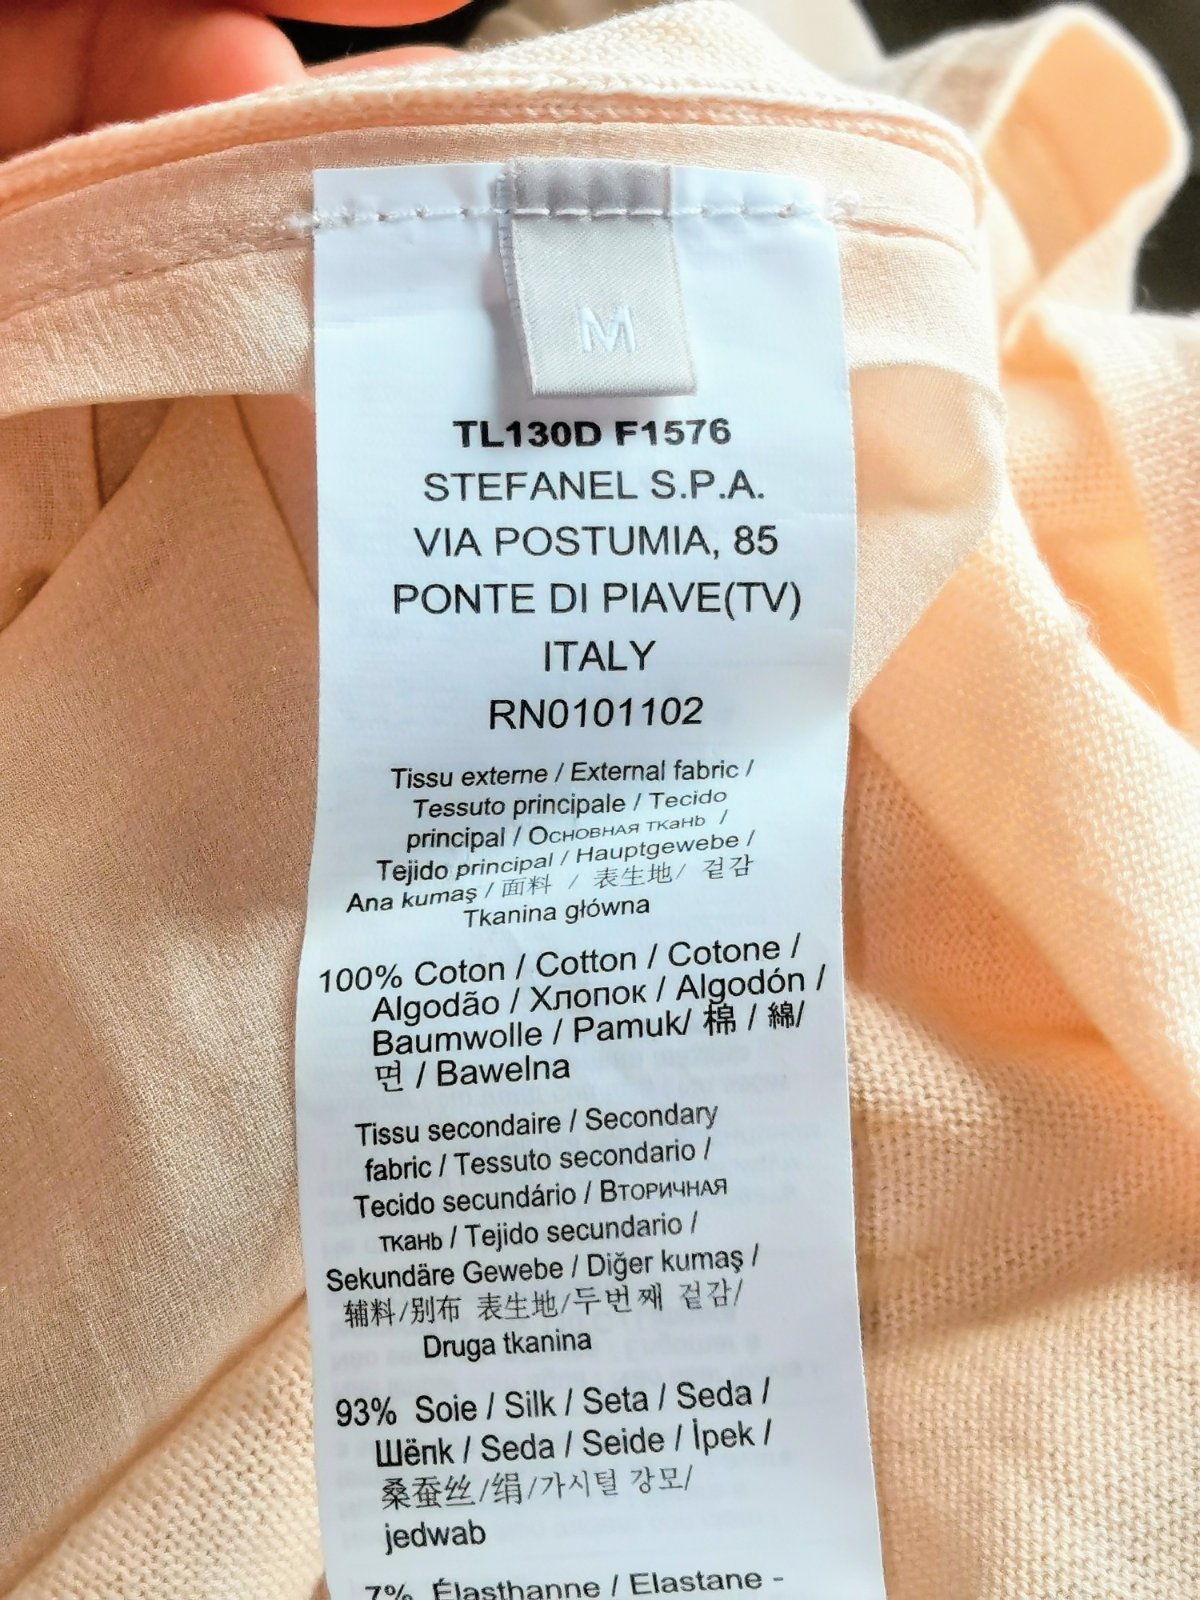 M
TL130D F1576
STEFANEL S.P.A.
VIA POSTUMIA, 85
PONTE DI PIAVE(TV)
ITALY
RN0101102
Tissu externe / External fabric /
Tessuto principale / Tecido
principal / Основная ткань /
Tejido principal / Hauptgewebe /
Ana kumaş / 面料 / 表生地/ 겉감
Tkanina główna
100% Coton / Cotton / Cotone /
Algodão / Хлопок / Algodón /
Baumwolle / Pamuk/ 棉 / 綿/
면 / Bawelna
Tissu secondaire / Secondary
fabric / Tessuto secondario /
Tecido secundário / Вторичная
ткань / Tejido secundario /
Sekundäre Gewebe / Diğer kumaş /
辅料/别布 表生地/두번째 겉감/
Druga tkanina
93% Soie / Silk / Seta / Seda /
Шёлк / Seda / Seide / İpek /
桑蚕丝/绢/가시털 강모/
jedwab
7% Élasthanne / Elastane -